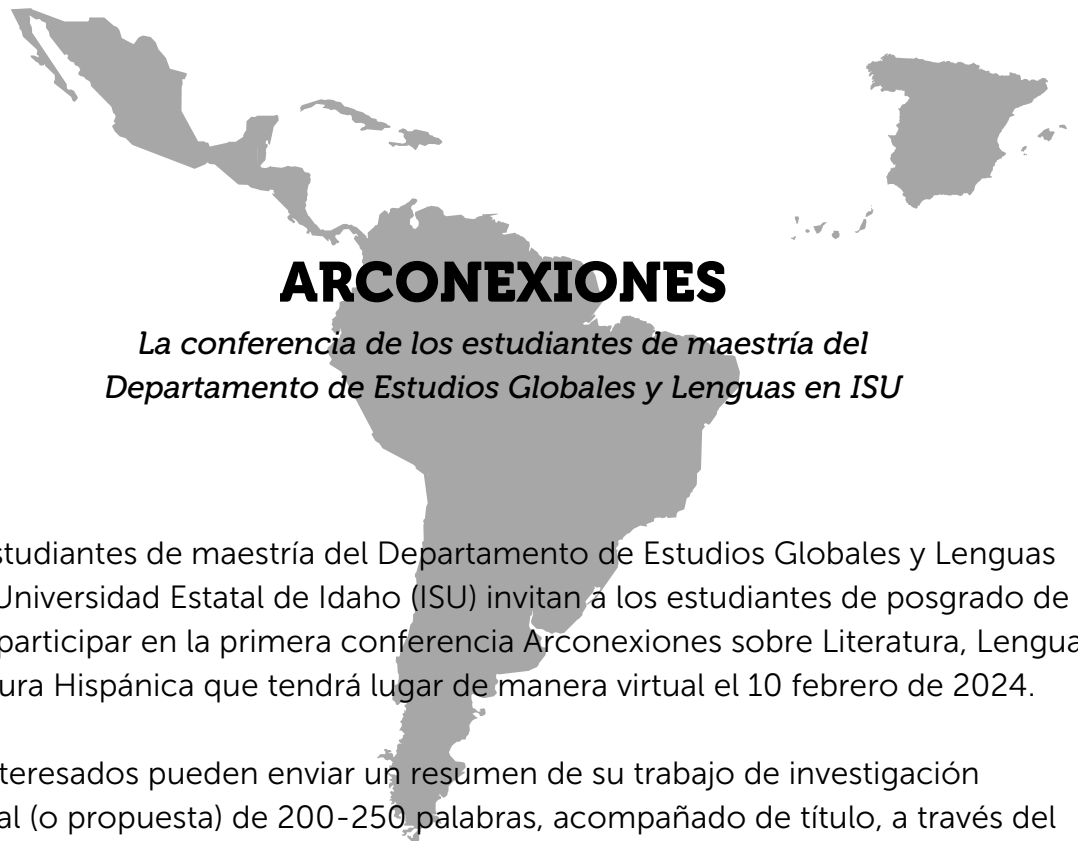 ARCONEXIONES
La conferencia de los estudiantes de maestría del
Departamento de Estudios Globales y Lenguas en ISU
studiantes de maestría del Departamento de Estudios Globales y Lenguas
Universidad Estatal de Idaho (ISU) invitan a los estudiantes de posgrado de
participar en la primera conferencia Arconexiones sobre Literatura, Lengua
ura Hispánica que tendrá lugar de manera virtual el 10 febrero de 2024.
teresados pueden enviar un resumen de su trabajo de investigación
al (o propuesta) de 200-250 palabras, acompañado de título, a través del